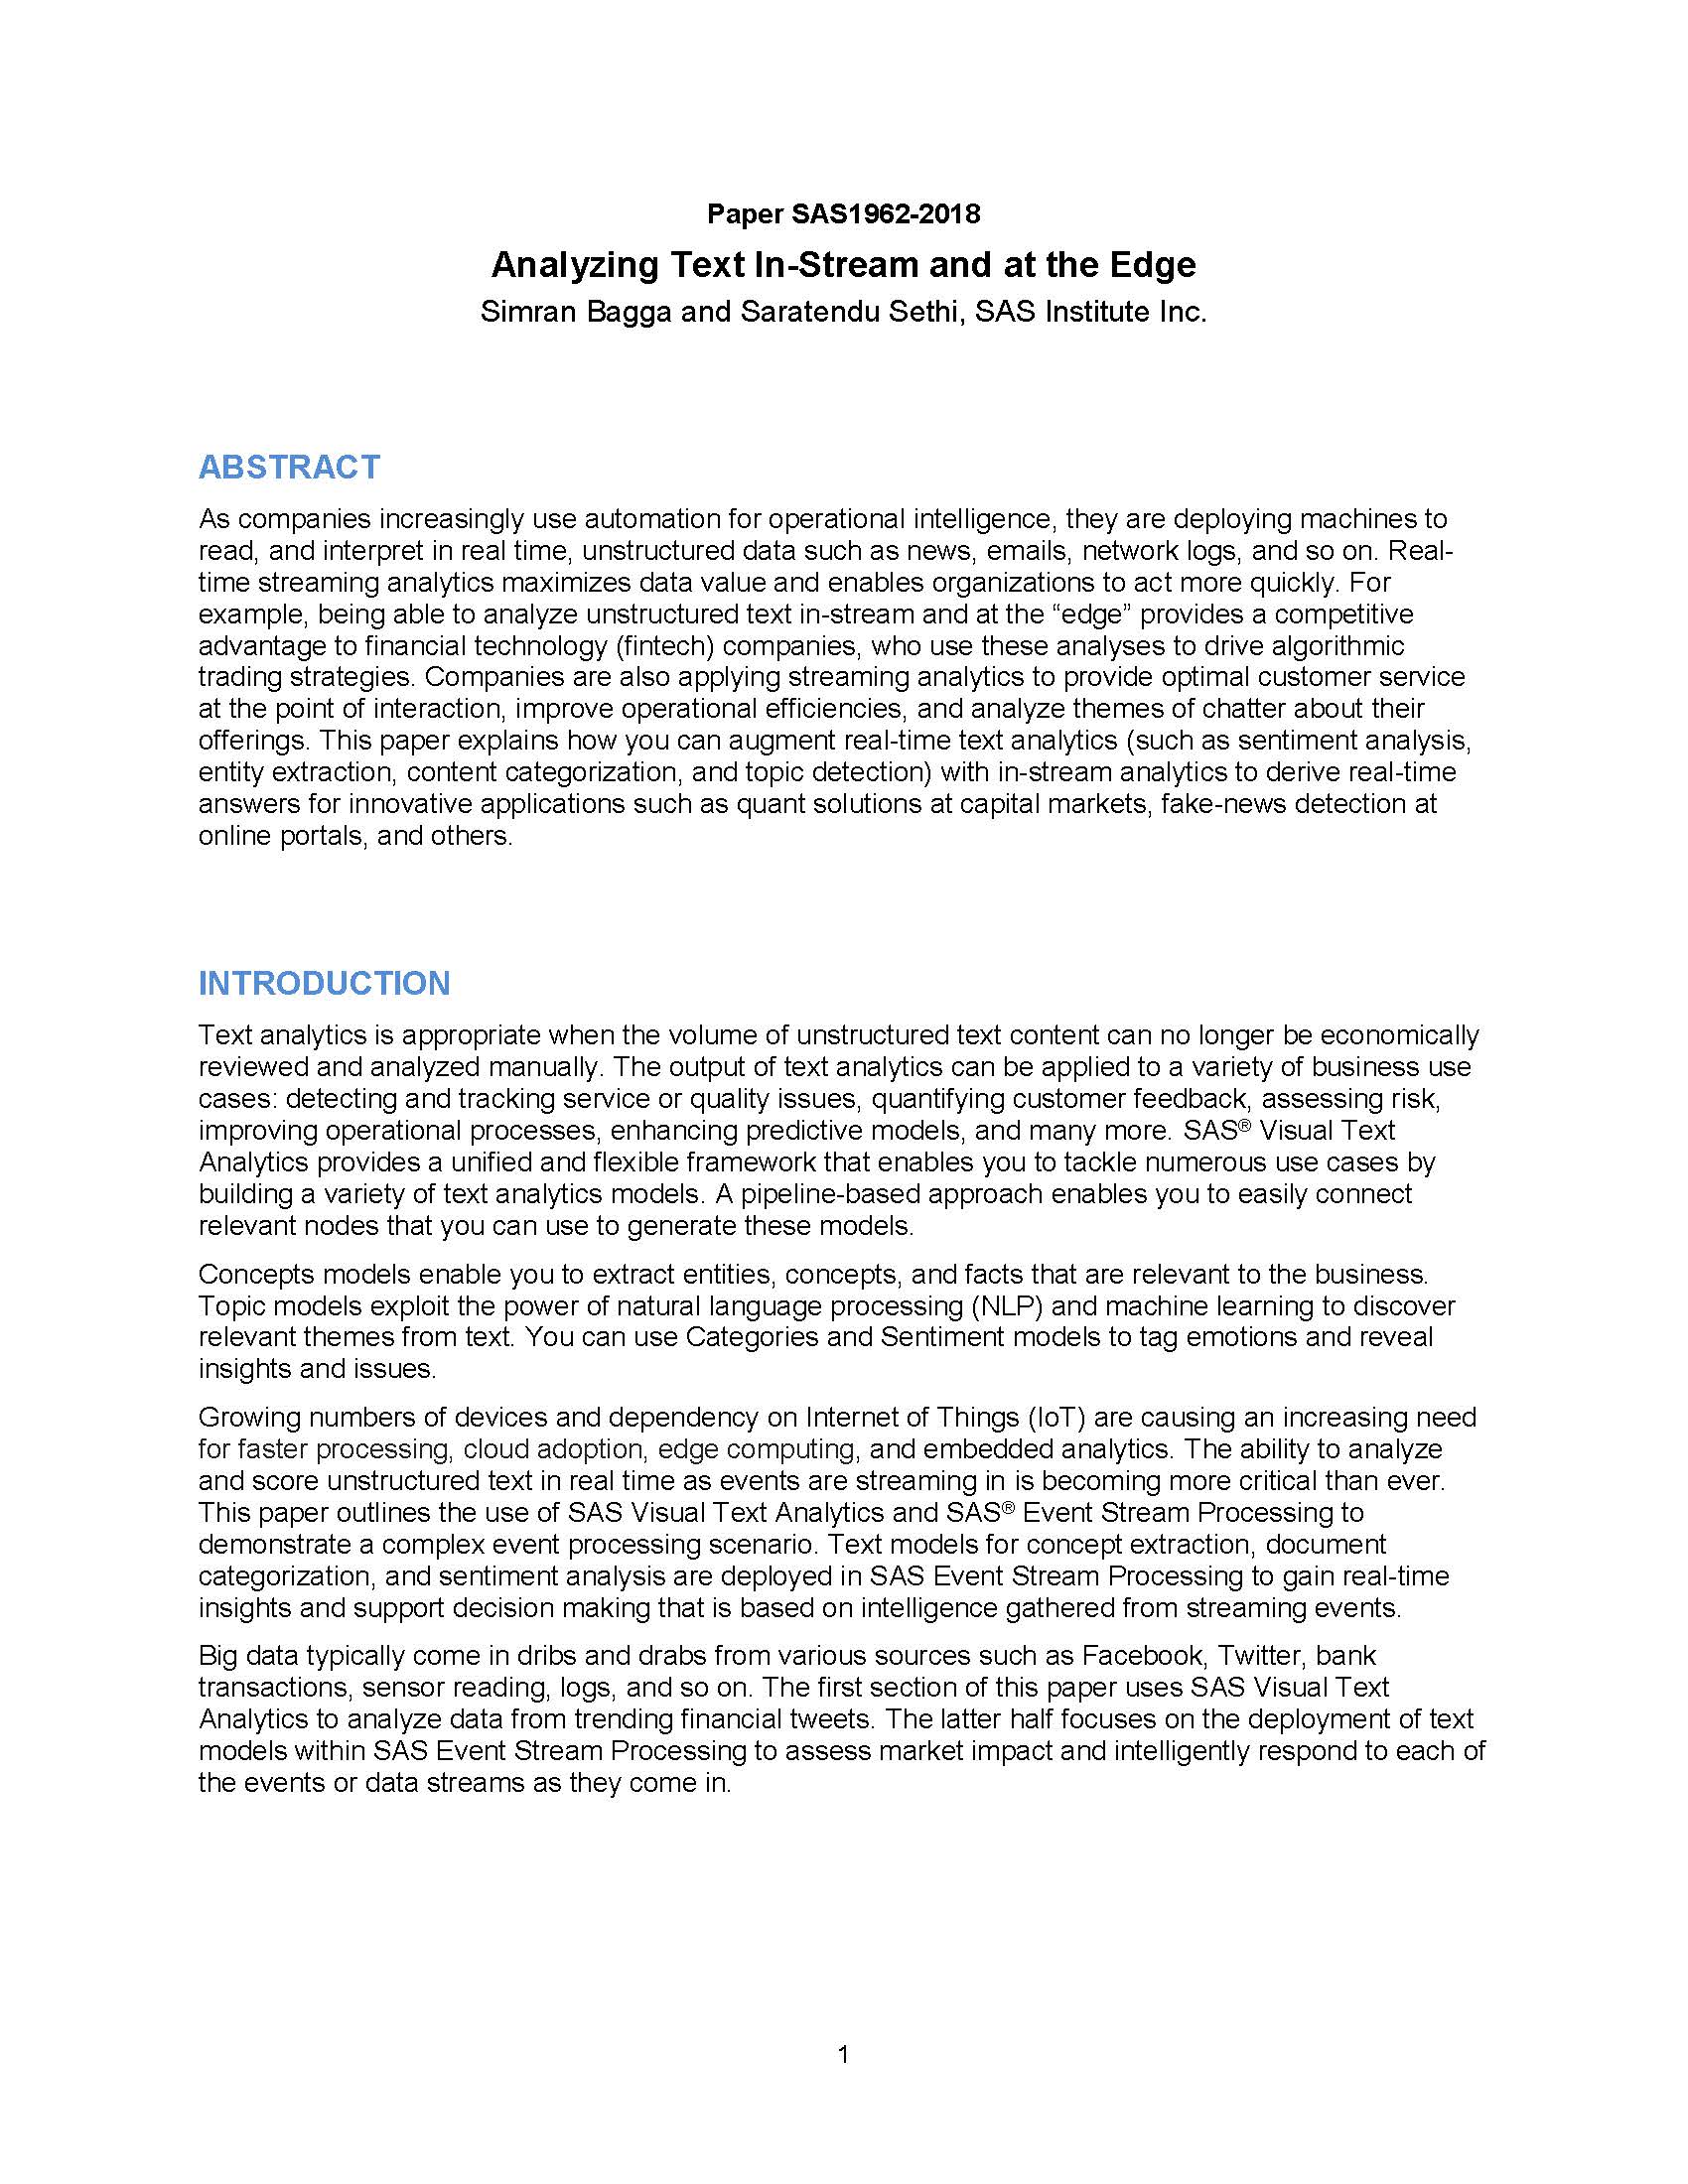 Paper SAS1962-2018
Analyzing Text In-Stream and at the Edge
Simran Bagga and Saratendu Sethi, SAS Institute Inc.
ABSTRACT
As companies increasingly use automation for operational intelligence, they are deploying machines to
read, and interpret in real time, unstructured data such as news, emails, network logs, and so on. Real-
time streaming analytics maximizes data value and enables organizations to act more quickly. For
example, being able to analyze unstructured text in-stream and at the “edge” provides a competitive
advantage to financial technology (fintech) companies, who use these analyses to drive algorithmic
trading strategies. Companies are also applying streaming analytics to provide optimal customer service
at the point of interaction, improve operational efficiencies, and analyze themes of chatter about their
offerings. This paper explains how you can augment real-time text analytics (such as sentiment analysis,
entity extraction, content categorization, and topic detection) with in-stream analytics to derive real-time
answers for innovative applications such as quant solutions at capital markets, fake-news detection at
online portals, and others.
INTRODUCTION
Text analytics is appropriate when the volume of unstructured text content can no longer be economically
reviewed and analyzed manually. The output of text analytics can be applied to a variety of business use
cases: detecting and tracking service or quality issues, quantifying customer feedback, assessing risk,
improving operational processes, enhancing predictive models, and many more. SAS® Visual Text
Analytics provides a unified and flexible framework that enables you to tackle numerous use cases by
building a variety of text analytics models. A pipeline-based approach enables you to easily connect
relevant nodes that you can use to generate these models.
Concepts models enable you to extract entities, concepts, and facts that are relevant to the business.
Topic models exploit the power of natural language processing (NLP) and machine learning to discover
relevant themes from text. You can use Categories and Sentiment models to tag emotions and reveal
insights and issues.
Growing numbers of devices and dependency on Internet of Things (IoT) are causing an increasing need
for faster processing, cloud adoption, edge computing, and embedded analytics. The ability to analyze
and score unstructured text in real time as events are streaming in is becoming more critical than ever.
This paper outlines the use of SAS Visual Text Analytics and SAS® Event Stream Processing to
demonstrate a complex event processing scenario. Text models for concept extraction, document
categorization, and sentiment analysis are deployed in SAS Event Stream Processing to gain real-time
insights and support decision making that is based on intelligence gathered from streaming events.
Big data typically come in dribs and drabs from various sources such as Facebook, Twitter, bank
transactions, sensor reading, logs, and so on. The first section of this paper uses SAS Visual Text
Analytics to analyze data from trending financial tweets. The latter half focuses on the deployment of text
models within SAS Event Stream Processing to assess market impact and intelligently respond to each of
the events or data streams as they come in.
1